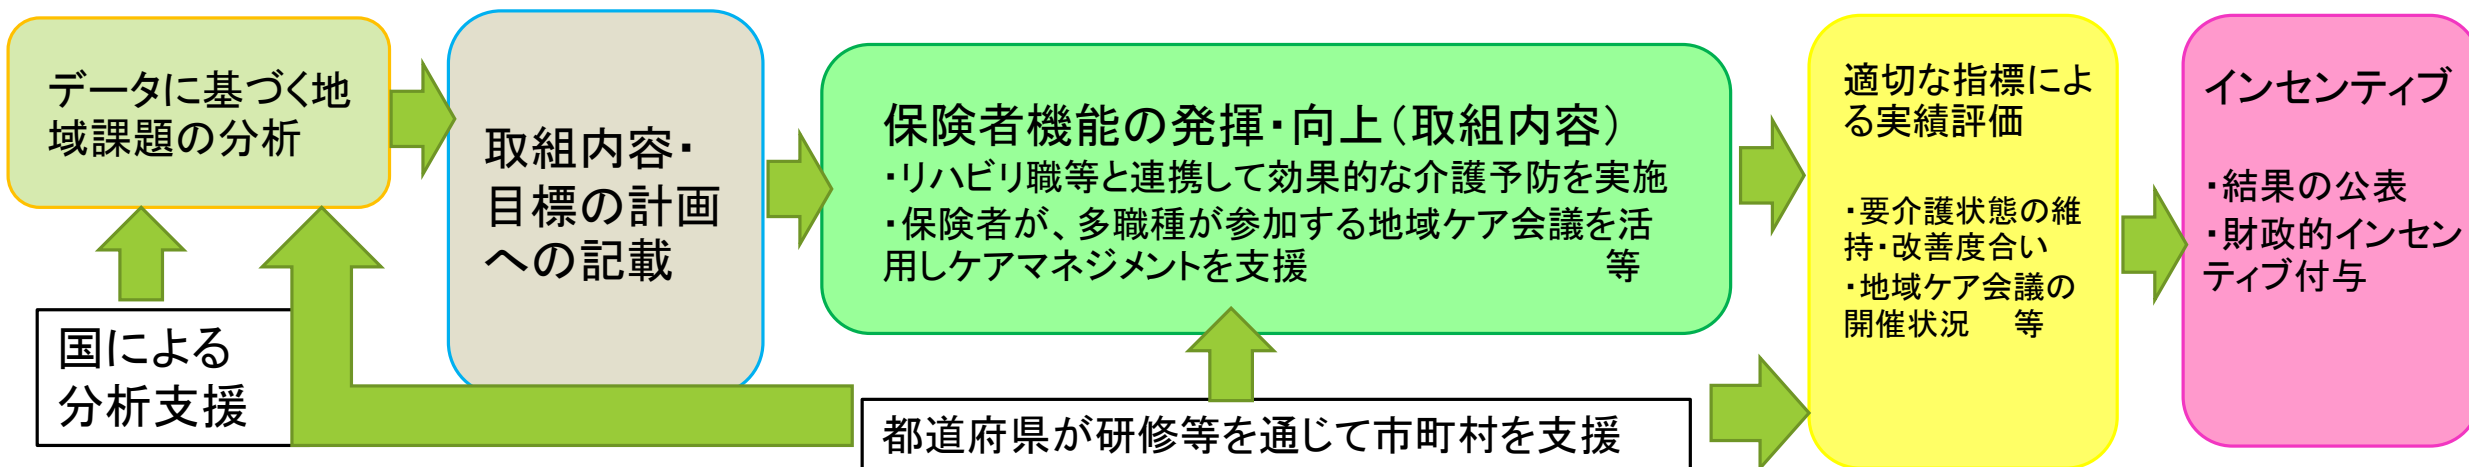 データに基づく地
域課題の分析
取組内容・
目標の計画
への記載
保険者機能の発揮・向上（取組内容）
・リハビリ職等と連携して効果的な介護予防を実施
・保険者が、多職種が参加する地域ケア会議を活
用しケアマネジメントを支援　　　　　　　　等
適切な指標によ
る実績評価
・要介護状態の維
持・改善度合い
・地域ケア会議の
開催状況　等
インセンティブ
・結果の公表
・財政的インセン
ティブ付与
国による
分析支援
都道府県が研修等を通じて市町村を支援